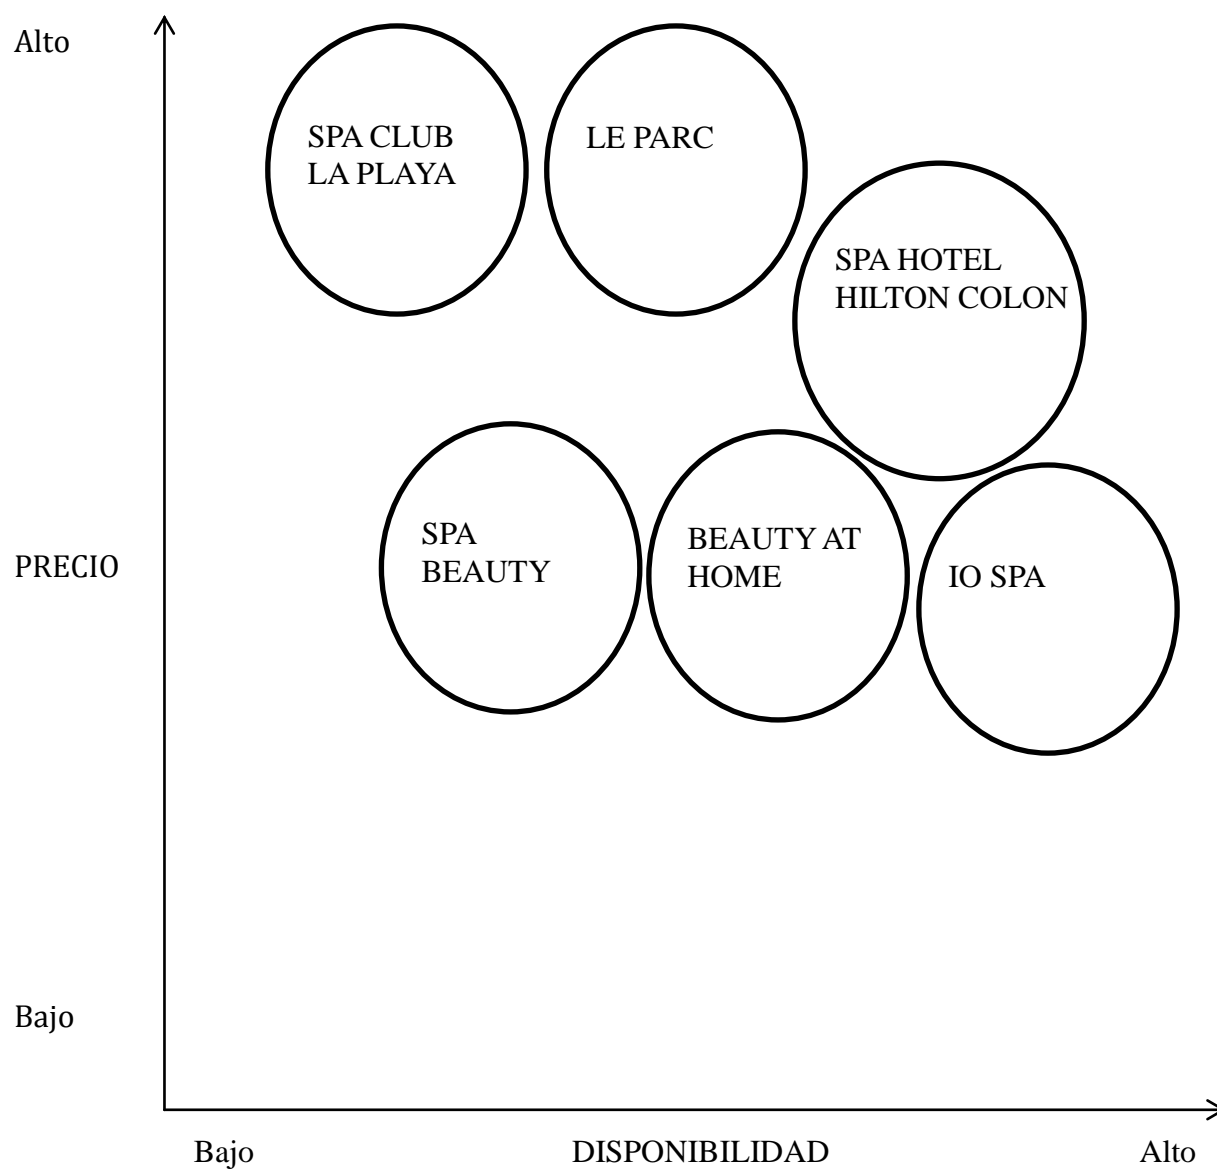 Alto
SPA CLUB
LA PLAYA
LE PARC
SPA HOTEL
HILTON COLON
PRECIO
SPA
BEAUTY
BEAUTY AT
HOME
IO SPA
Bajo
Bajo
DISPONIBILIDAD
Alto